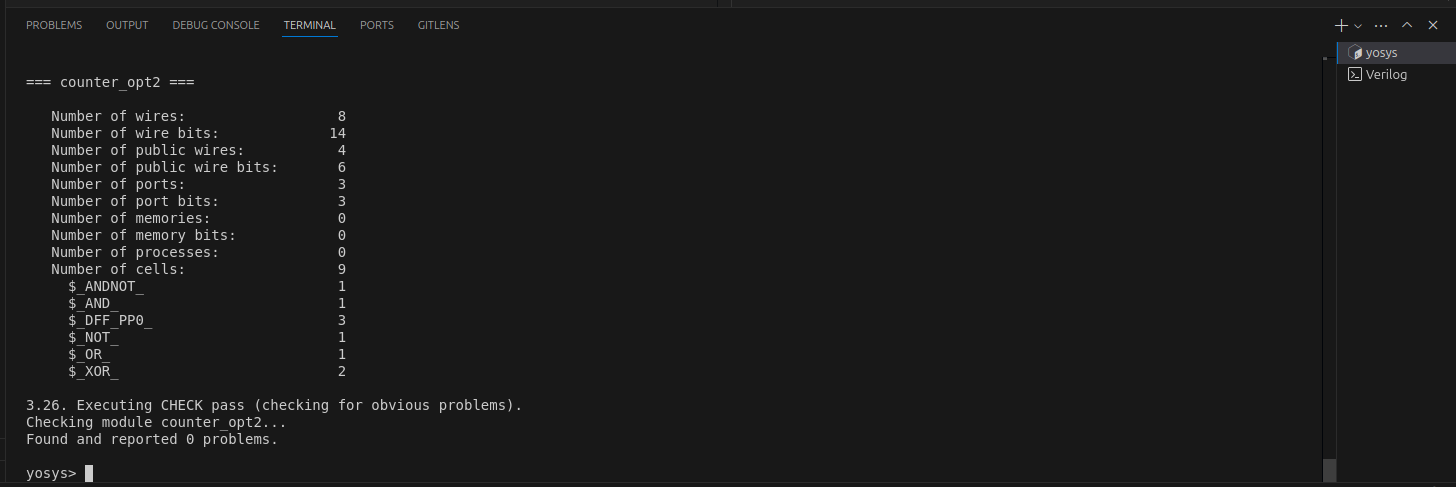 PROBLEMS OUTPUT DEBUG CONSOLE TERMINAL PORTS GITLENS
yosys
Verilog
=== counter_opt2 ===
Number of wires: 8
Number of wire bits: 14
Number of public wires: 4
Number of public wire bits: 6
Number of ports: 3
Number of port bits: 3
Number of memories: 0
Number of memory bits: 0
Number of processes: 0
Number of cells: 9
$_ANDNOT_ 1
$_AND_ 1
$_DFF_PP0_ 3
$_NOT_ 1
$_OR_ 1
$_XOR_ 2
3.26. Executing CHECK pass (checking for obvious problems).
Checking module counter_opt2...
Found and reported 0 problems.
yosys>